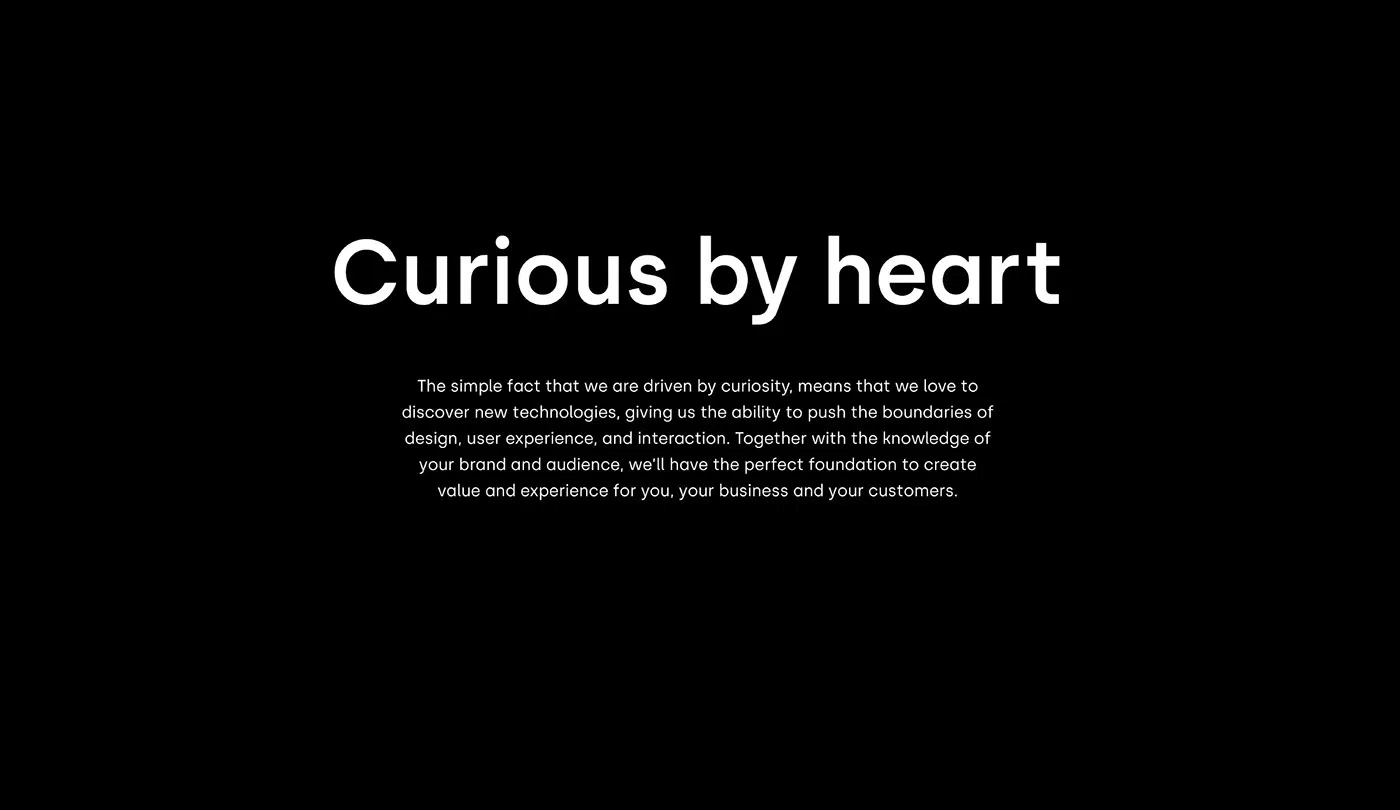 Curious by heart
The simple fact that we are driven by curiosity, means that we love to
discover new technologies, giving us the ability to push the boundaries of
design, user experience, and interaction. Together with the knowledge of
your brand and audience, we'll have the perfect foundation to create
value and experience for you, your business and your customers.